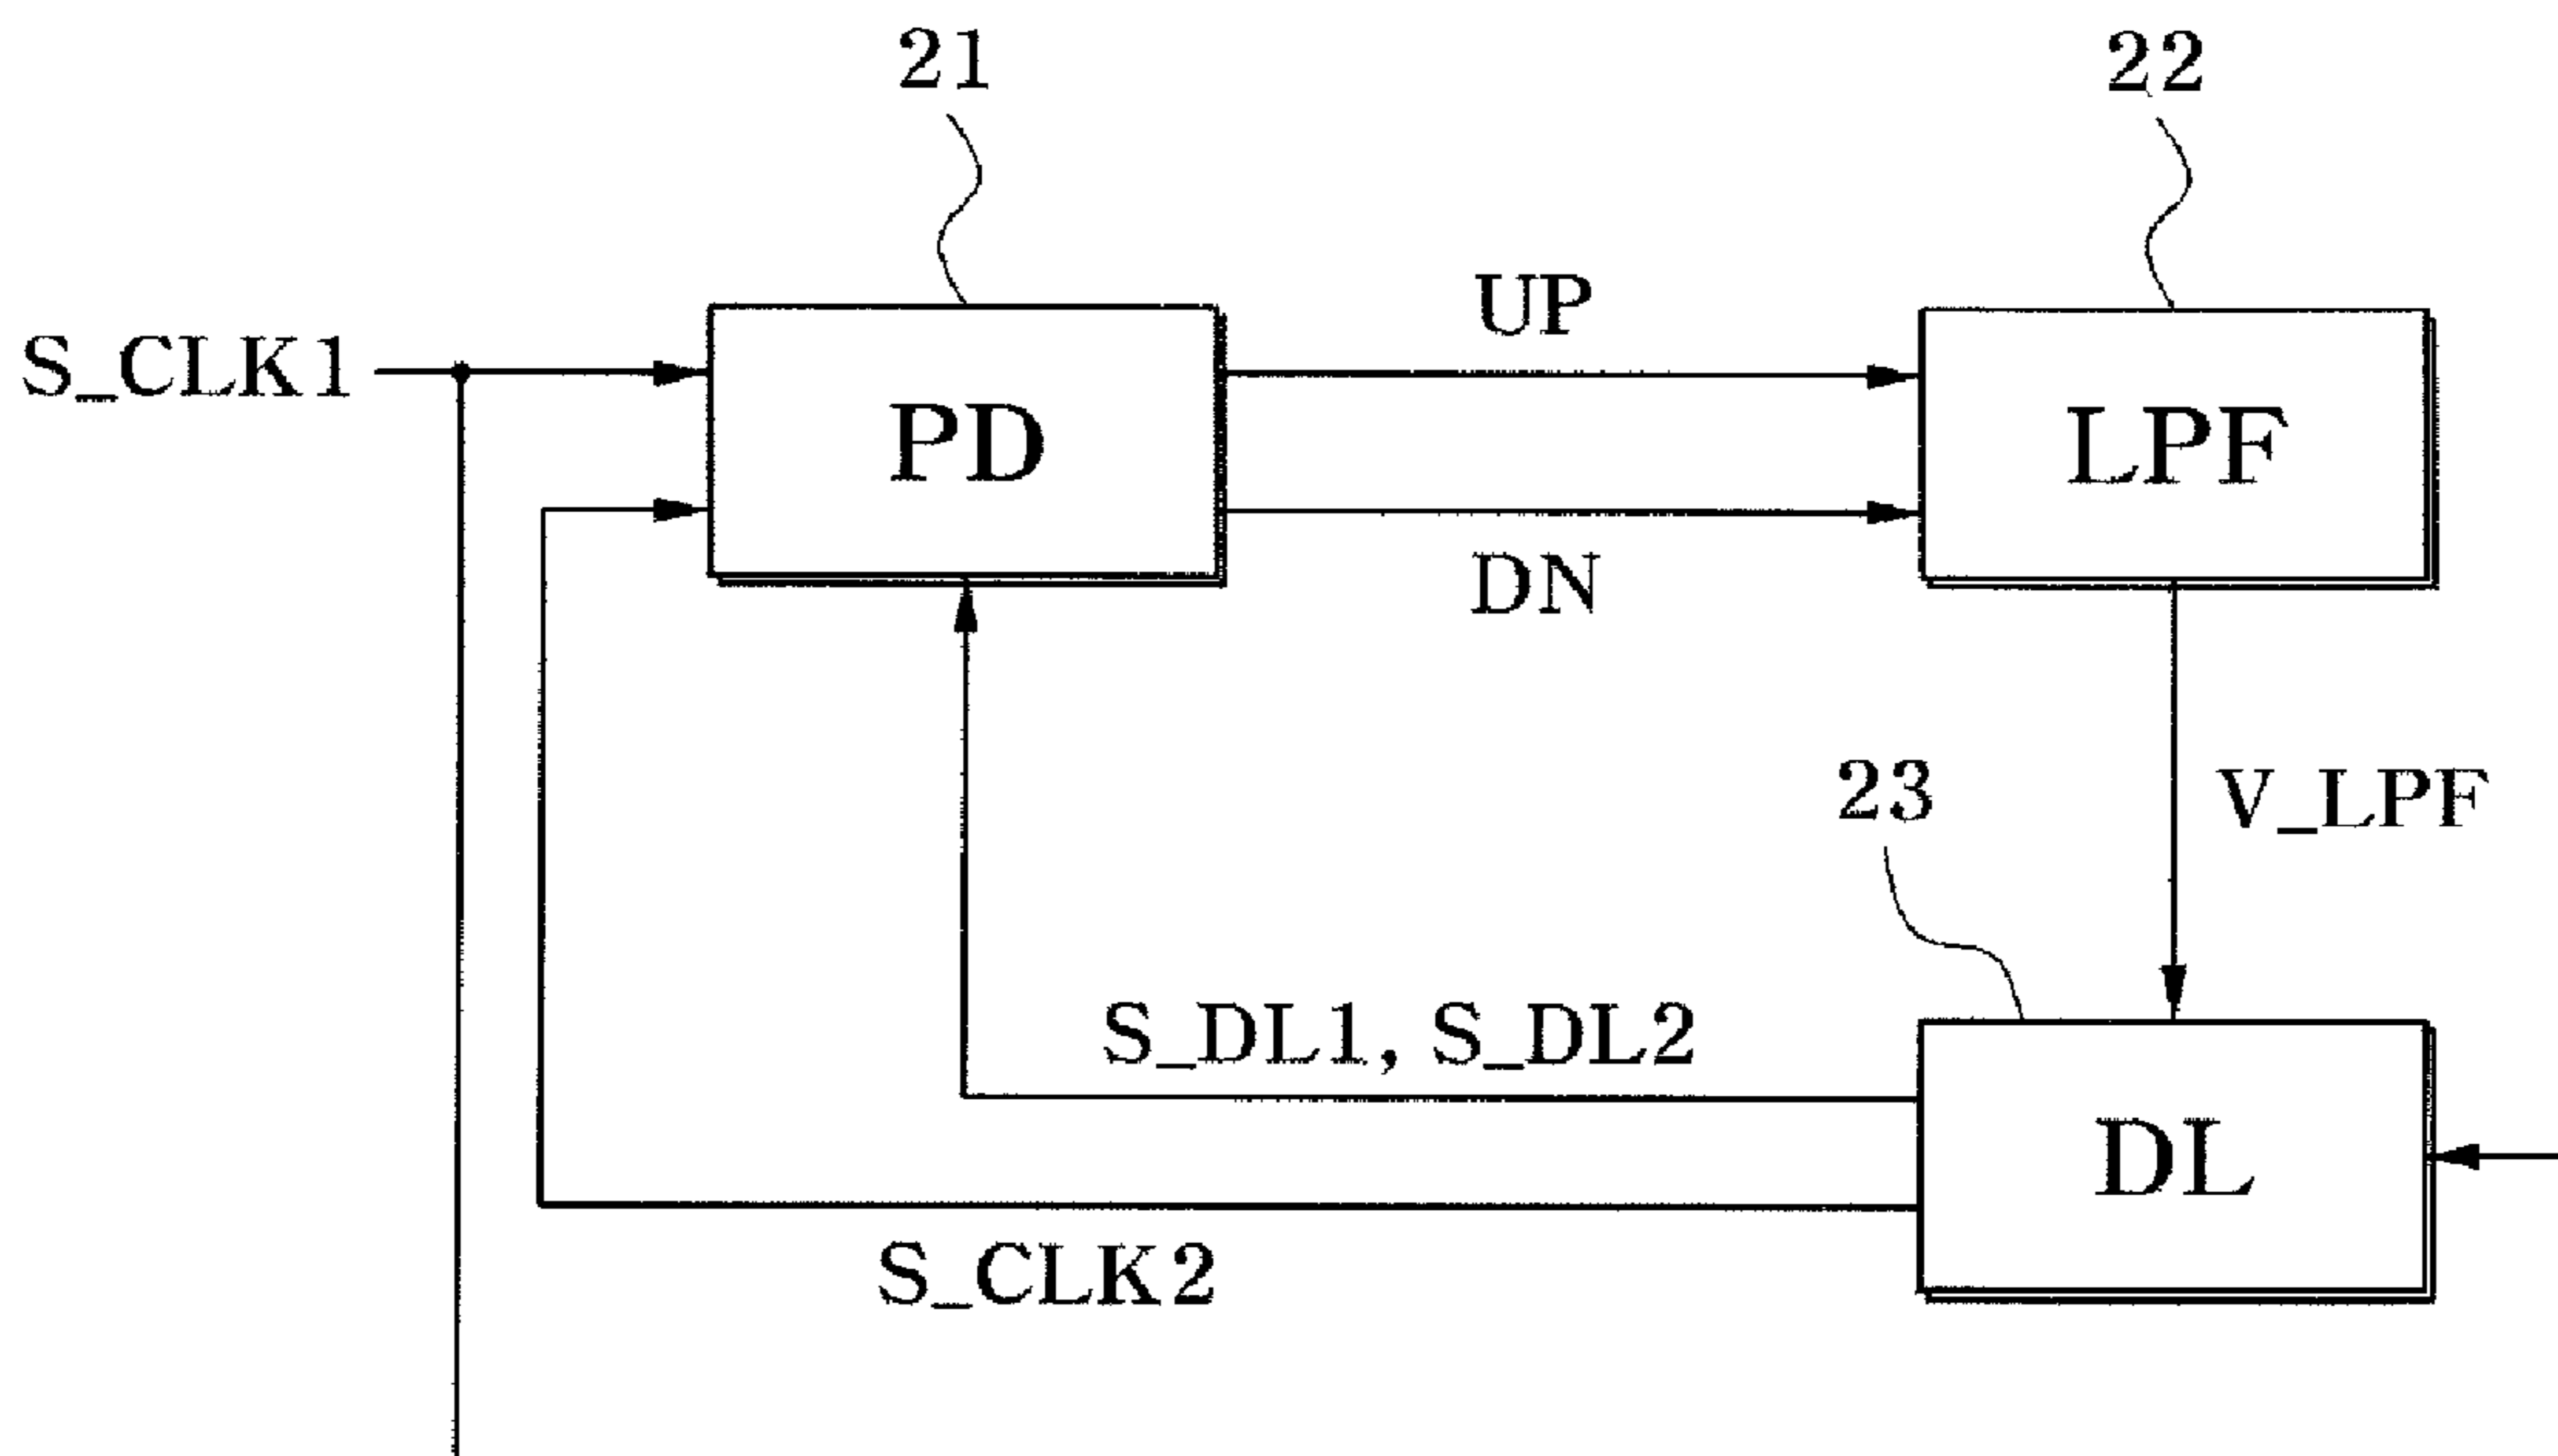 21
22
S_CLK1
UP
PD
LPF
DN
23
V_LPF
S_DL1, S_DL2
DL
S_CLK2